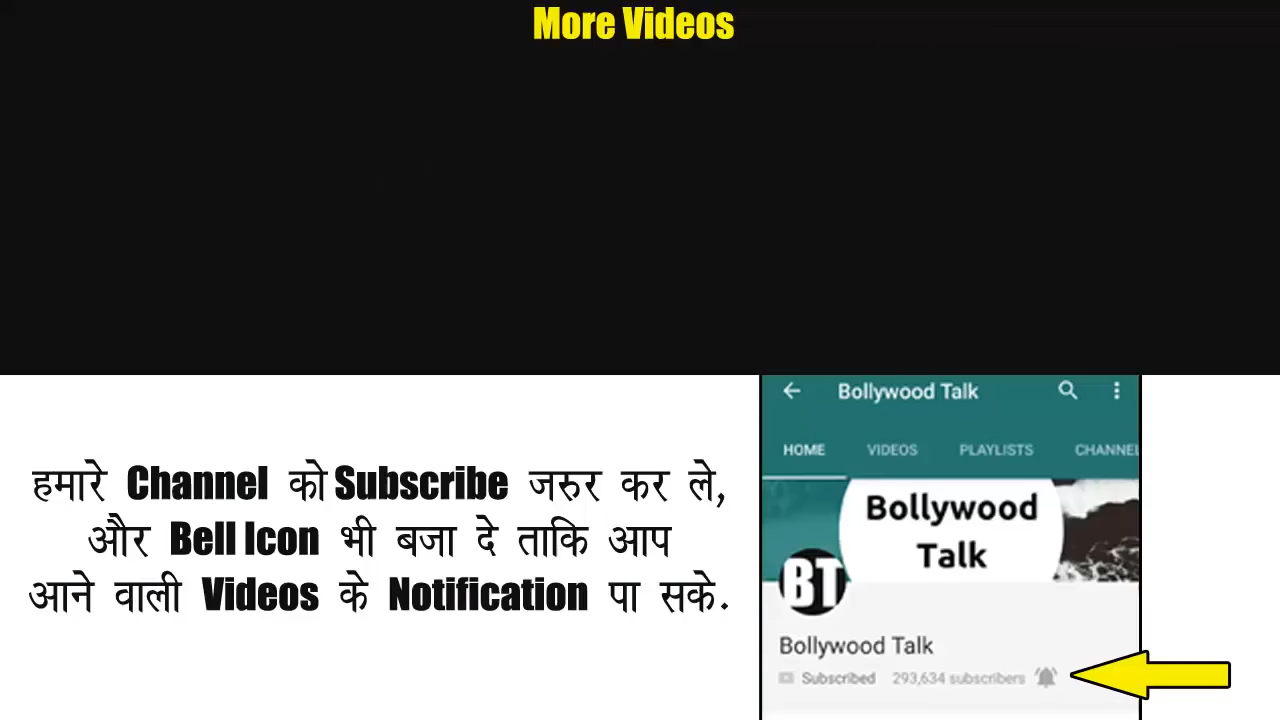 More Videos
हमारे Channel को Subscribe जरुर कर ले,
और Bell Icon भी बजा दे ताकि आप
आने वाली Videos के Notification पा सके.
Bollywood Talk
HOME VIDEOS PLAYLISTS CHANNEL
Bollywood
Talk
BT
Bollywood Talk
Subscribed 293,634 subscribers